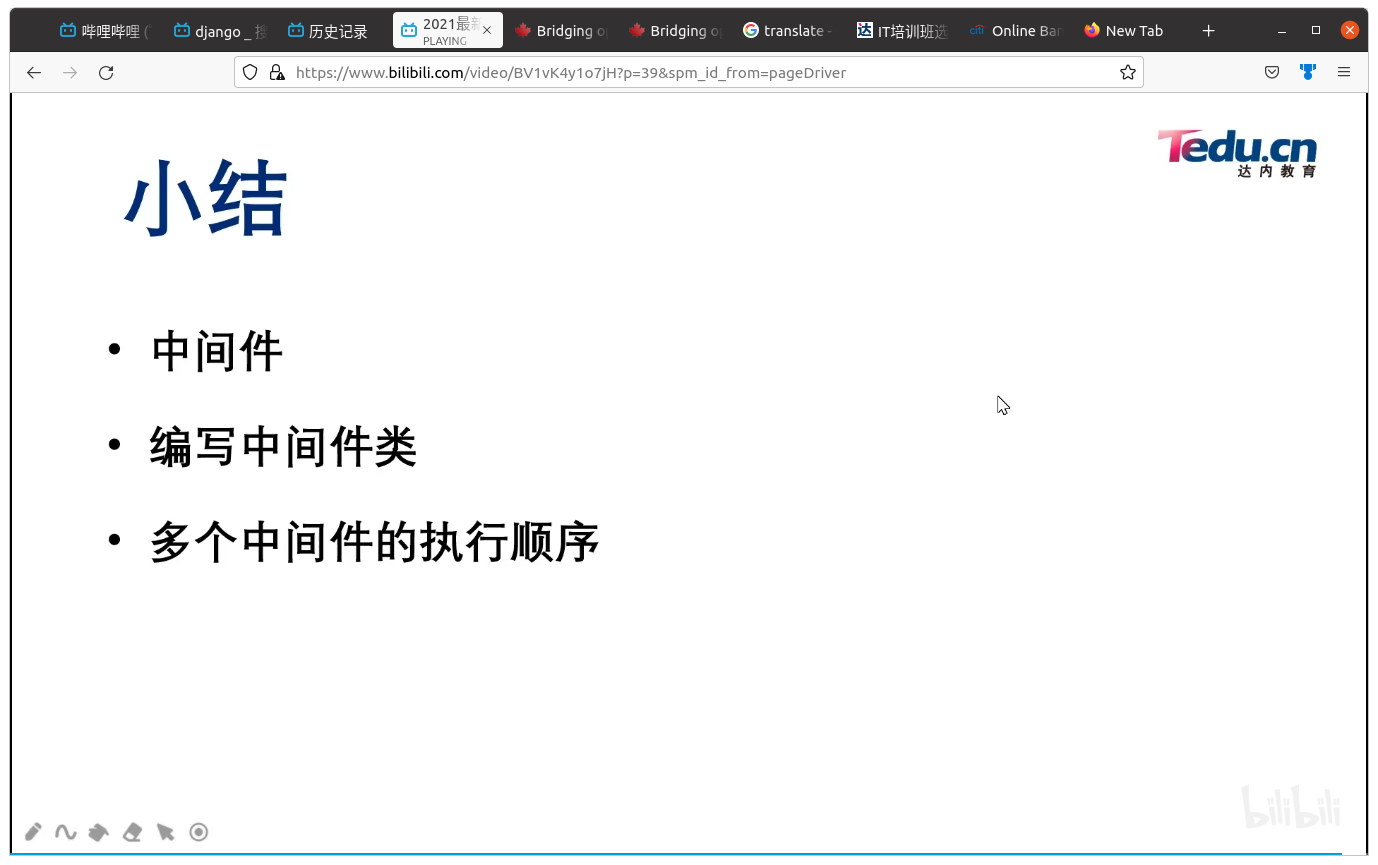 哔哩哔哩 (
django _ 搜
历史记录
2021最新
PLAYING
Bridging o
Bridging o
translate -
IT培训班选
citi Online Ban
New Tab
https://www.bilibili.com/video/BV1vK4y1o7jH?p=39&spm_id_from=pageDriver
Tedu.cn
达内教育
小结
• 中间件
• 编写中间件类
• 多个中间件的执行顺序
bilibili